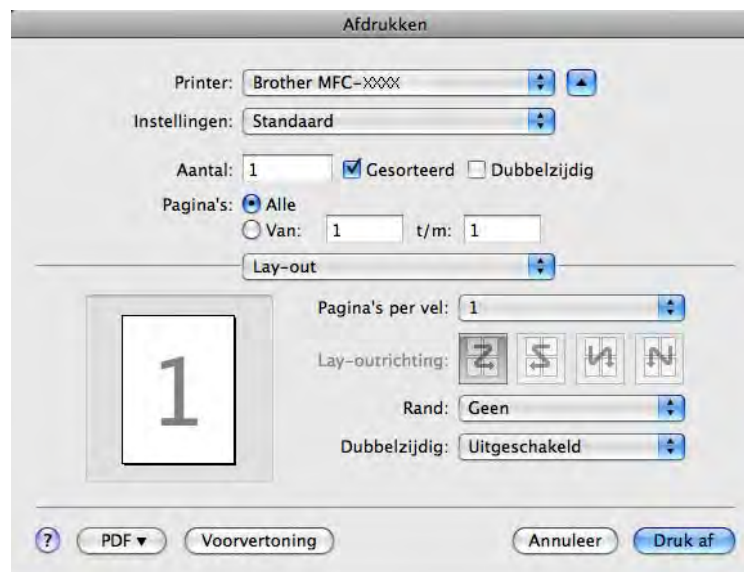 Afdrukken
Printer: Brother MFC-XXXX
Instellingen: Standaard
Aantal: 1 Gesorteerd Dubbelzijdig
Pagina's: Alle
Van: 1 t/m: 1
Lay-out
Pagina's per vel: 1
1
Lay-outrichting:
Rand: Geen
Dubbelzijdig: Uitgeschakeld
? PDF▼ Voorvertoning Annuleer Druk af